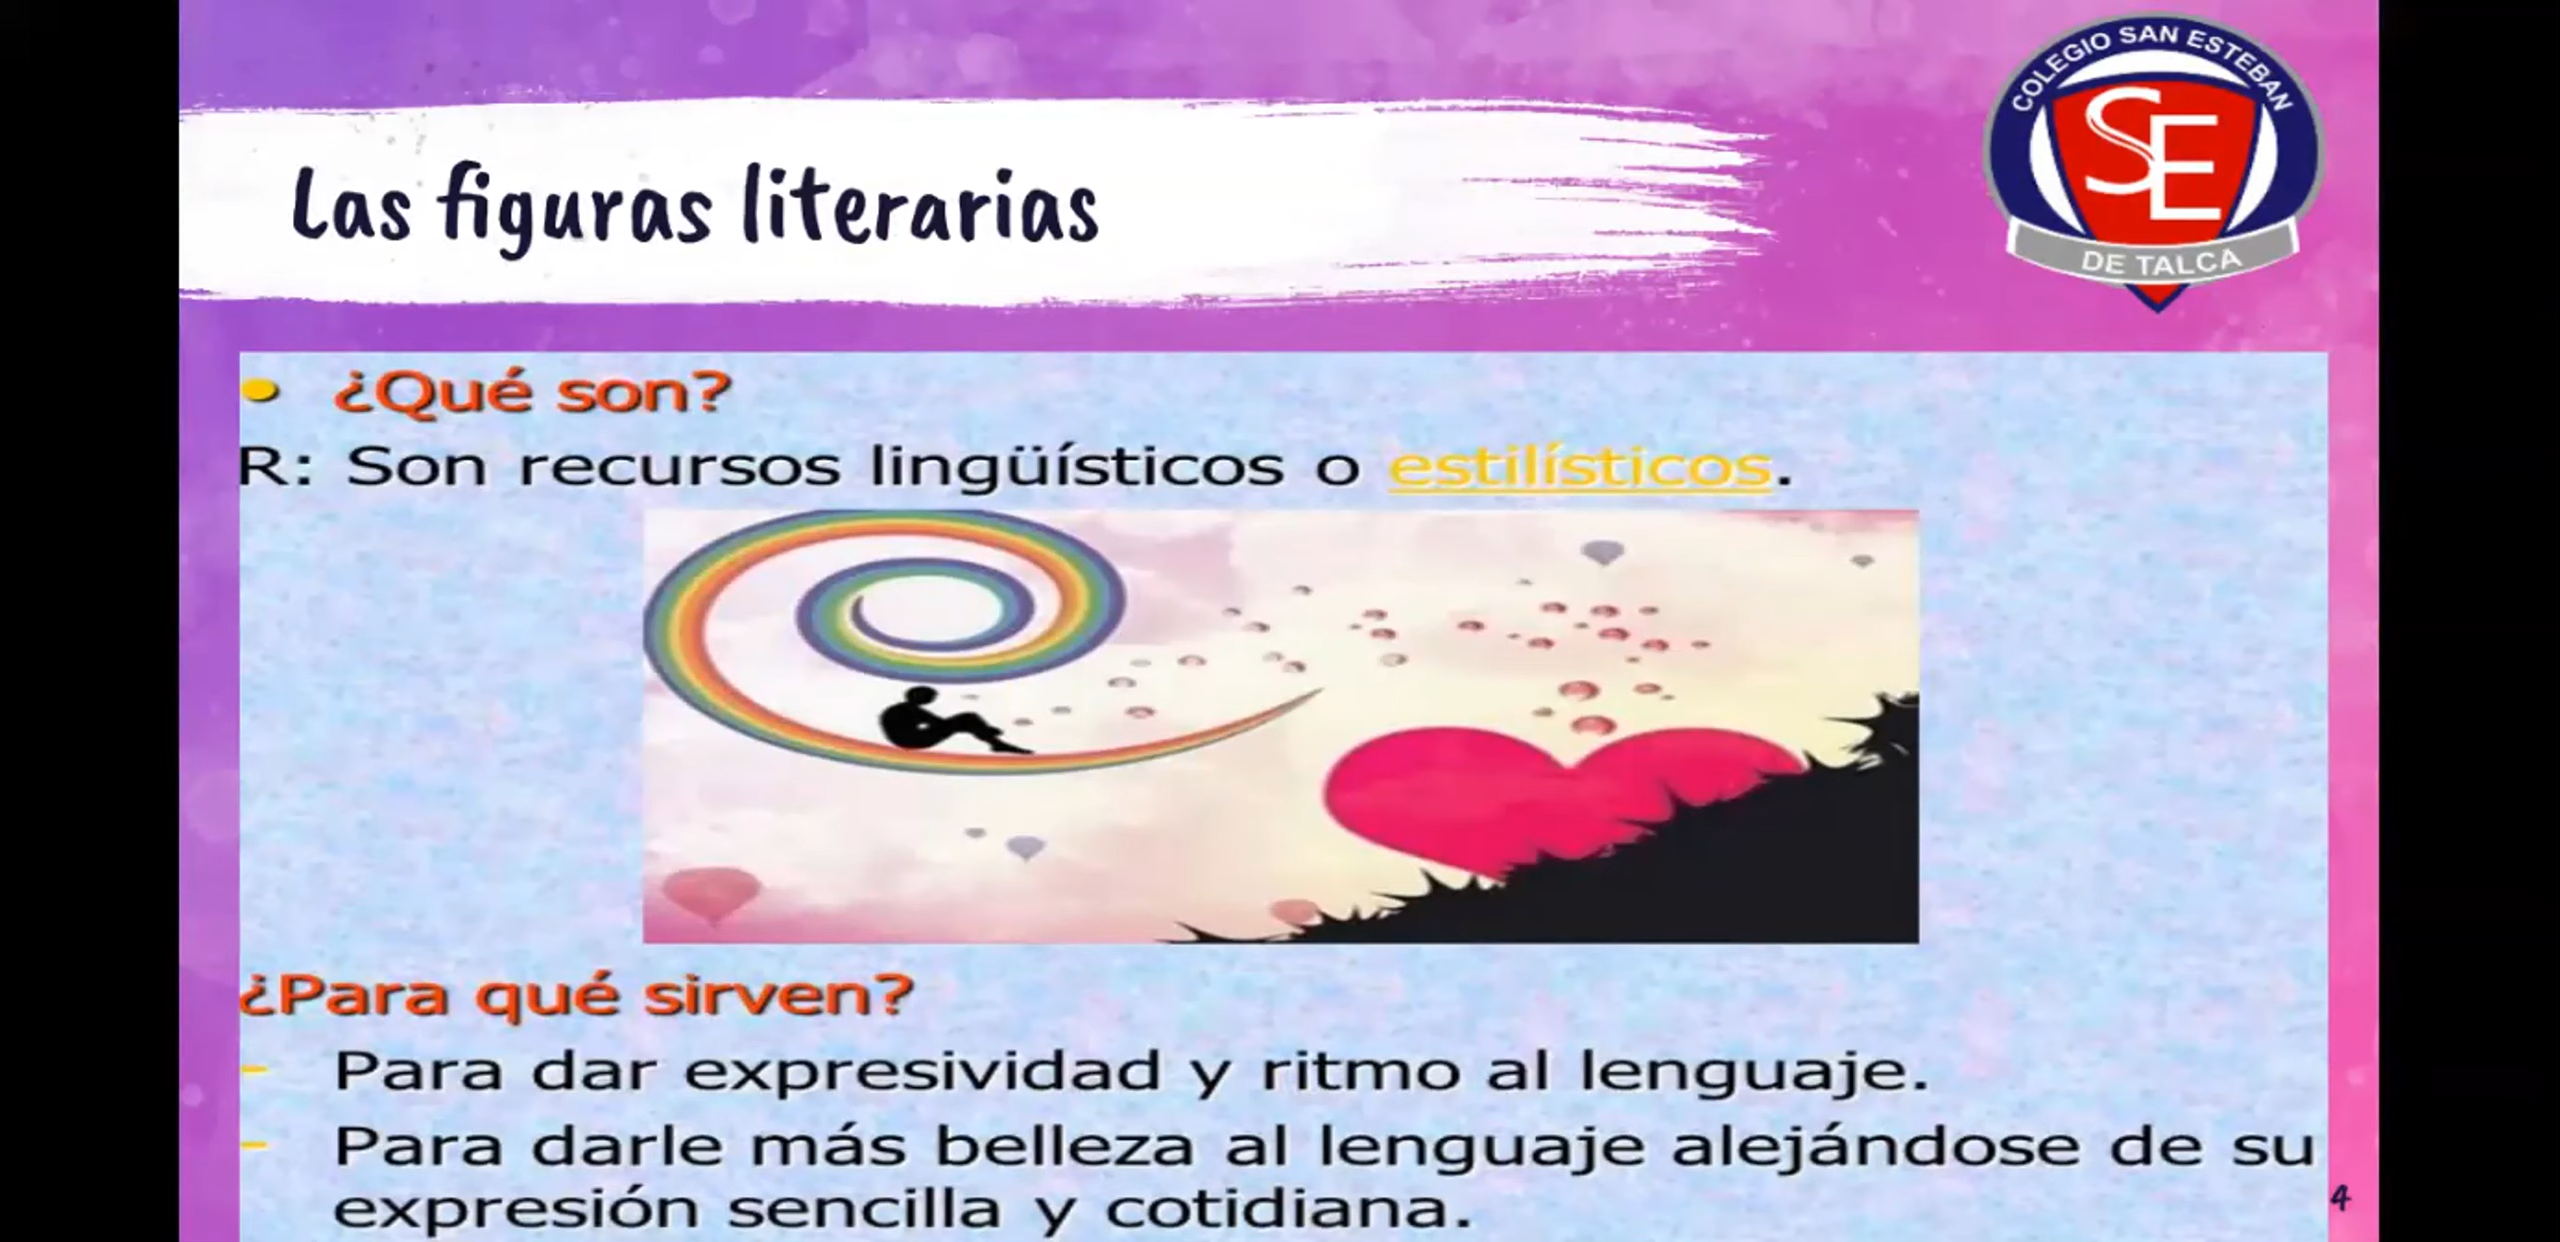 COLEGIO SAN ESTEBAN
SE
DE TALCA
Las figuras literarias
• ¿Qué son?
R: Son recursos lingüísticos o estilísticos.
¿Para qué sirven?
- Para dar expresividad y ritmo al lenguaje.
- Para darle más belleza al lenguaje alejándose de su
expresión sencilla y cotidiana.
4